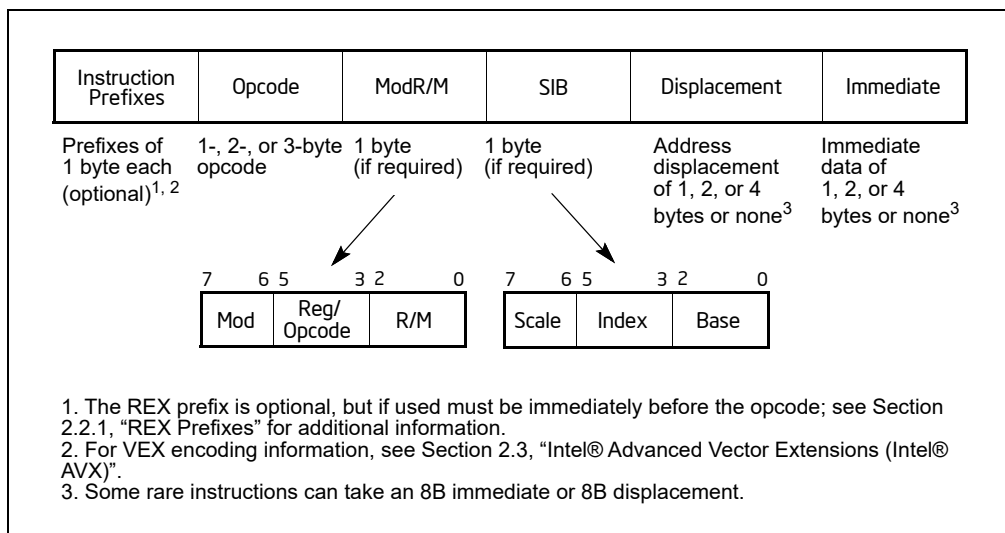 Instruction
Prefixes
Opcode
ModR/M
SIB
Displacement
Immediate
Prefixes of
1 byte each
(optional)1, 2
1-, 2-, or 3-byte
opcode
1 byte
(if required)
1 byte
(if required)
Address
displacement
of 1, 2, or 4
bytes or none3
Immediate
data of
1, 2, or 4
bytes or none3
7 6 5 3 2 0
Mod
Reg/
Opcode
R/M
7 6 5 3 2 0
Scale
Index
Base
1. The REX prefix is optional, but if used must be immediately before the opcode; see Section
2.2.1, “REX Prefixes” for additional information.
2. For VEX encoding information, see Section 2.3, “Intel® Advanced Vector Extensions (Intel®
AVX)”.
3. Some rare instructions can take an 8B immediate or 8B displacement.